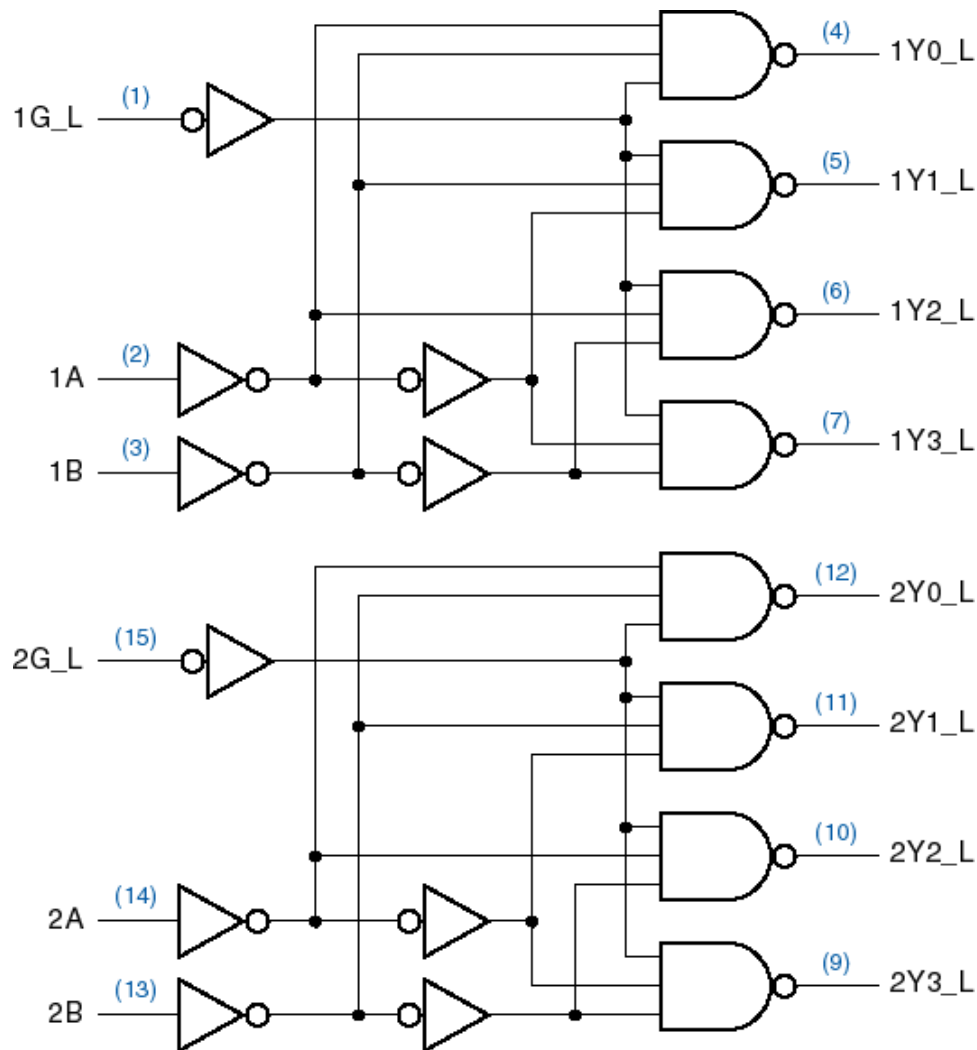 (4) 1Y0_L
1G_L (1)
(5) 1Y1_L
(6) 1Y2_L
1A (2)
(7) 1Y3_L
1B (3)
(12) 2Y0_L
2G_L (15)
(11) 2Y1_L
(10) 2Y2_L
2A (14)
(9) 2Y3_L
2B (13)